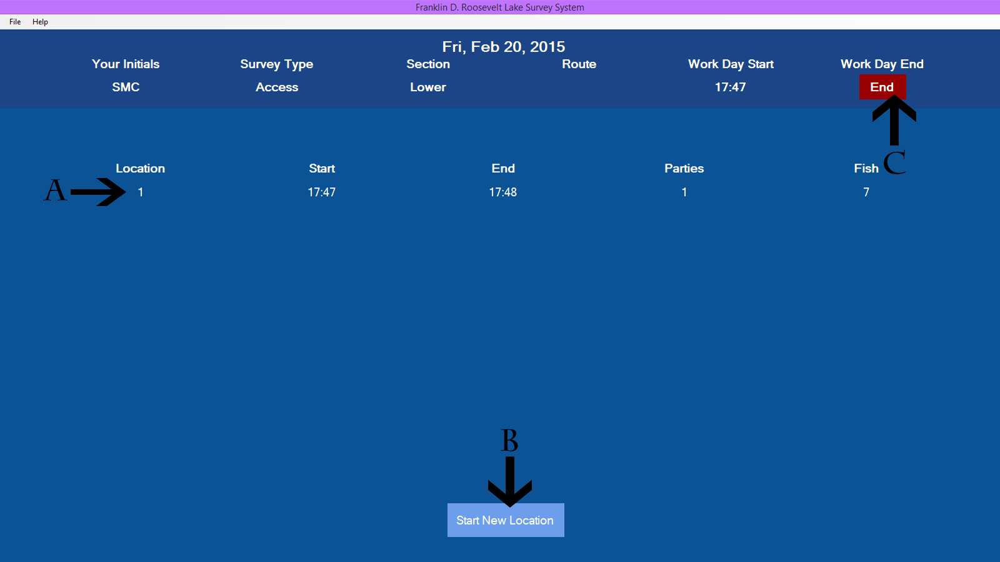 Franklin D. Roosevelt Lake Survey System
File Help
Fri, Feb 20, 2015
Your Initials Survey Type Section Route Work Day Start Work Day End
SMC Access Lower 17:47 End
Location Start End Parties Fish C
A 1 17:47 17:48 1 7
B
Start New Location